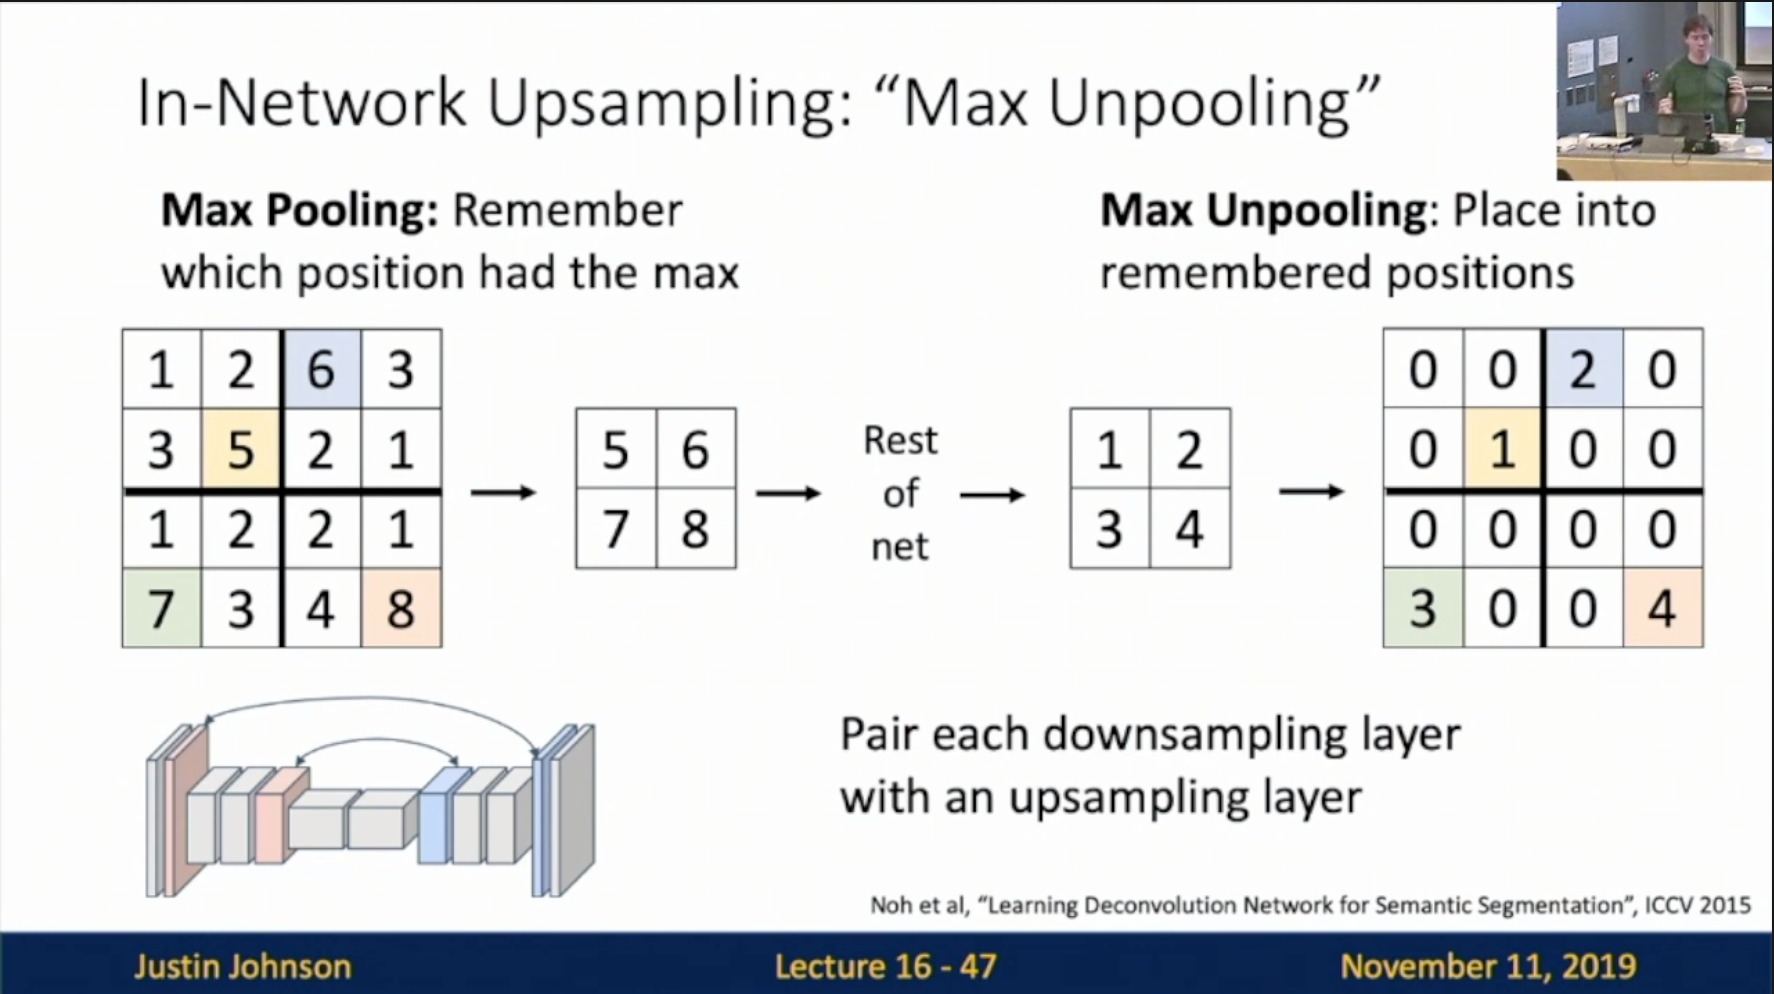 In-Network Upsampling: “Max Unpooling”
Max Pooling: Remember
which position had the max
Max Unpooling: Place into
remembered positions
1 2 6 3
3 5 2 1
1 2 2 1
7 3 4 8
5 6
7 8
Rest
of
net
1 2
3 4
0 0 2 0
0 1 0 0
0 0 0 0
3 0 0 4
Pair each downsampling layer
with an upsampling layer
Noh et al, “Learning Deconvolution Network for Semantic Segmentation”, ICCV 2015
Justin Johnson
Lecture 16 - 47
November 11, 2019